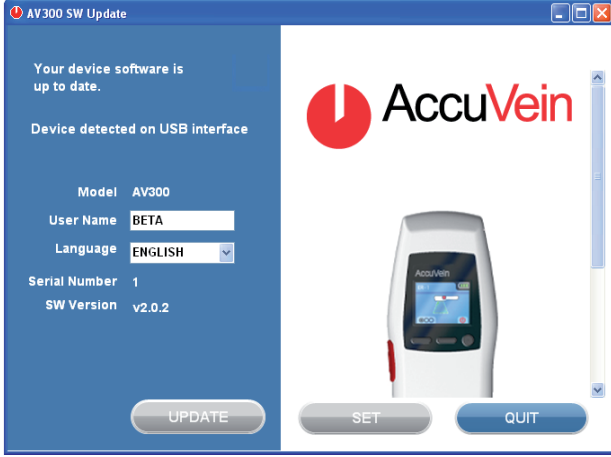 AV300 SW Update
Your device software is
up to date.
Device detected on USB interface
Model AV300
User Name BETA
Language ENGLISH
Serial Number 1
SW Version v2.0.2
UPDATE
AccuVein
AccuVein
SET
QUIT